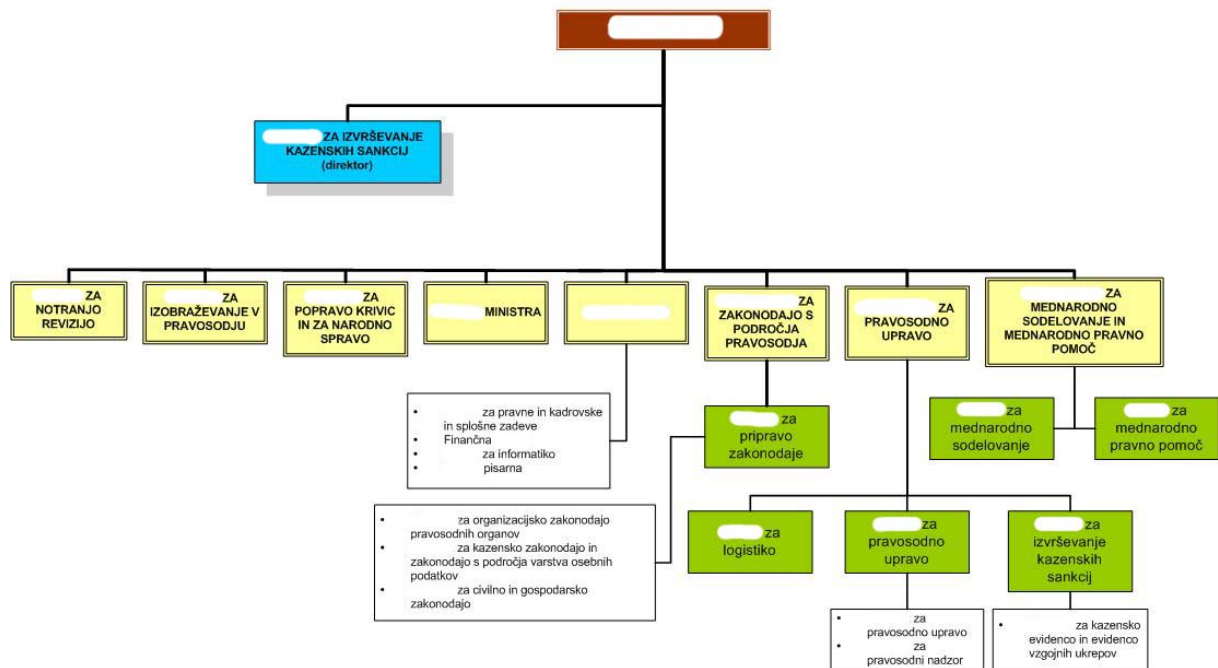 ZA IZVRŠEVANJE
KAZENSKIH SANKCIJ
(direktor)
ZA
NOTRANJO
REVIZIJO
ZA
IZOBRAŽEVANJE V
PRAVOSODJU
ZA
POPRAVO KRIVIC
IN ZA NARODNO
SPRAVO
MINISTRA
ZA
ZAKONODAJO S
PODROČJA
PRAVOSODJA
ZA
PRAVOSODNO
UPRAVO
ZA
MEDNARODNO
SODELOVANJE IN
MEDNARODNO PRAVNO
POMOČ
• za pravne in kadrovske
in splošne zadeve
• Finančna
• za informatiko
• pisarna
za
pripravo
zakonodaje
za
mednarodno
sodelovanje
za
mednarodno
pravno pomoč
• za organizacijsko zakonodajo
pravosodnih organov
• za kazensko zakonodajo in
zakonodajo s področja varstva osebnih
podatkov
• za civilno in gospodarsko
zakonodajo
za
logistiko
za
pravosodno
upravo
za
izvrševanje
kazenskih
sankcij
• za
pravosodno upravo
• za
pravosodni nadzor
• za kazensko
evidenco in evidenco
vzgojnih ukrepov